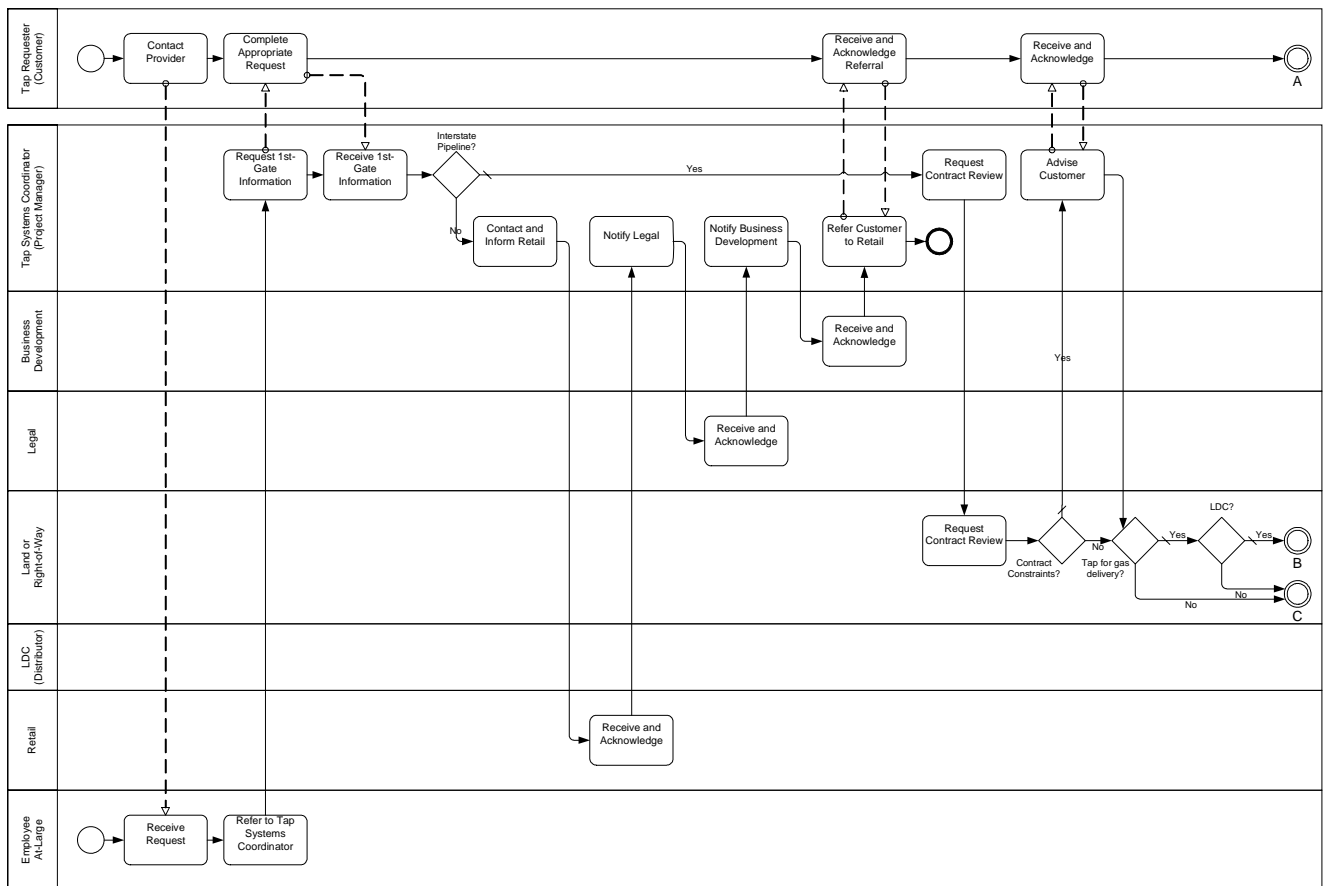 Tap Requester
(Customer)
Contact
Provider
Complete
Appropriate
Request
Receive and
Acknowledge
Referral
Receive and
Acknowledge
A
Tap Systems Coordinator
(Project Manager)
Request 1st-
Gate
Information
Receive 1st-
Gate
Information
Interstate
Pipeline?
Yes
No
Contact and
Inform Retail
Notify Legal
Notify Business
Development
Refer Customer
to Retail
Request
Contract Review
Advise
Customer
Business
Development
Receive and
Acknowledge
Yes
Legal
Receive and
Acknowledge
Land or
Right-of-Way
Request
Contract Review
Contract
Constraints?
No
Tap for gas
delivery?
Yes
LDC?
Yes
B
No
No
C
LDC
(Distributor)
Retail
Receive and
Acknowledge
Employee
At-Large
Receive
Request
Refer to Tap
Systems
Coordinator